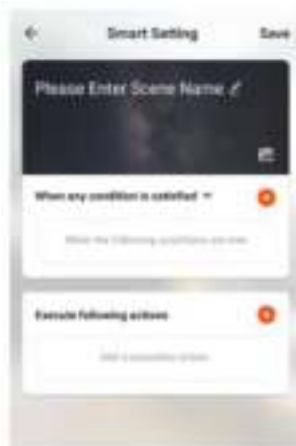 Smart Setting
Save
Please Enter Scene Name
When any condition is satisfied
Execute following actions